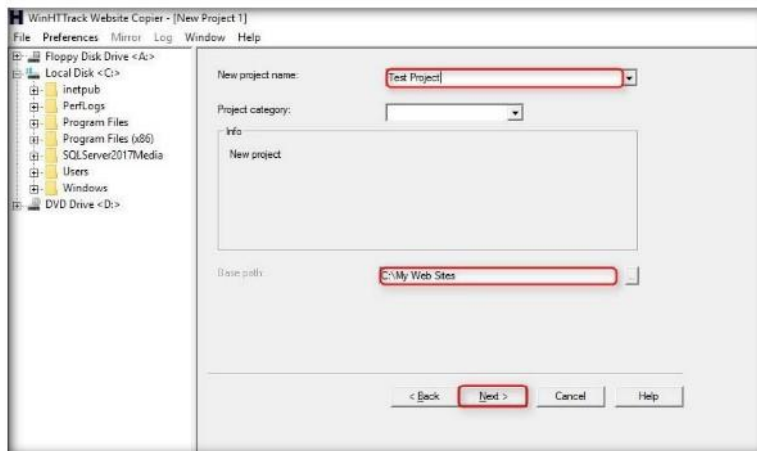 WinHTTrack Website Copier - [New Project 1]
File Preferences Mirror Log Window Help
Floppy Disk Drive <A:>
Local Disk <C:>
inetpub
PerfLogs
Program Files
Program Files (x86)
SQLServer2017Media
Users
Windows
DVD Drive <D:>
New project name: Test Project
Project category:
Info
New project
Base path: C:\My Web Sites
..
< Back Next > Cancel Help